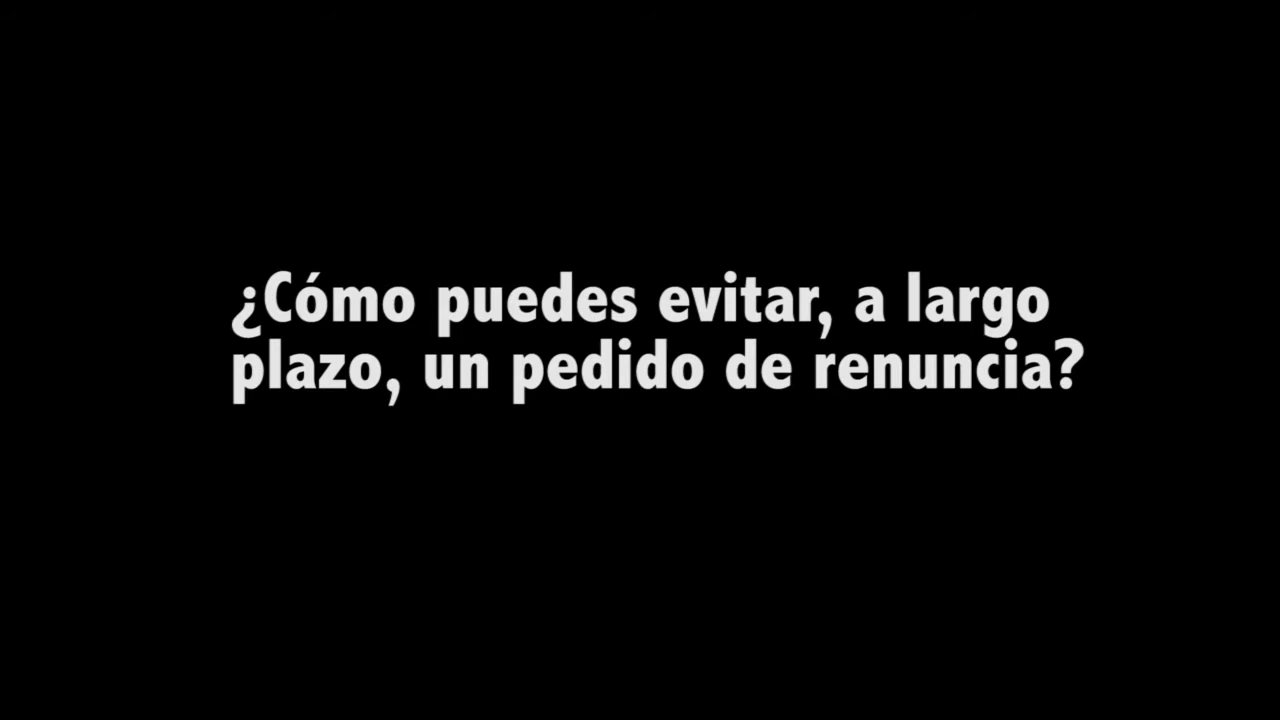 ¿Cómo puedes evitar, a largo
plazo, un pedido de renuncia?